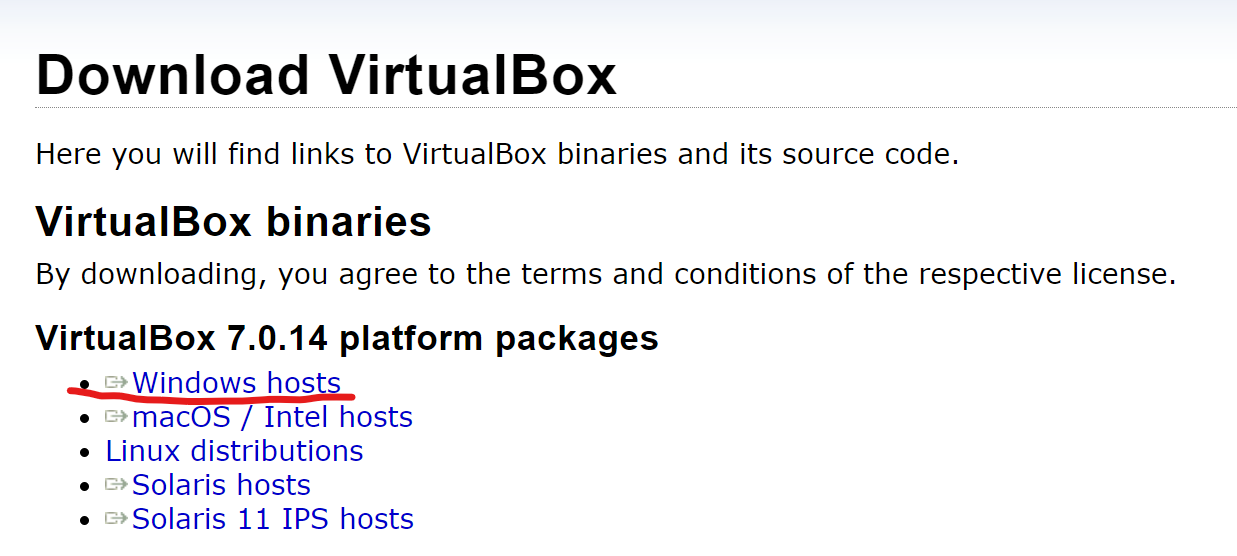 Download VirtualBox
Here you will find links to VirtualBox binaries and its source code.
VirtualBox binaries
By downloading, you agree to the terms and conditions of the respective license.
VirtualBox 7.0.14 platform packages
Windows hosts
macOS / Intel hosts
Linux distributions
Solaris hosts
Solaris 11 IPS hosts